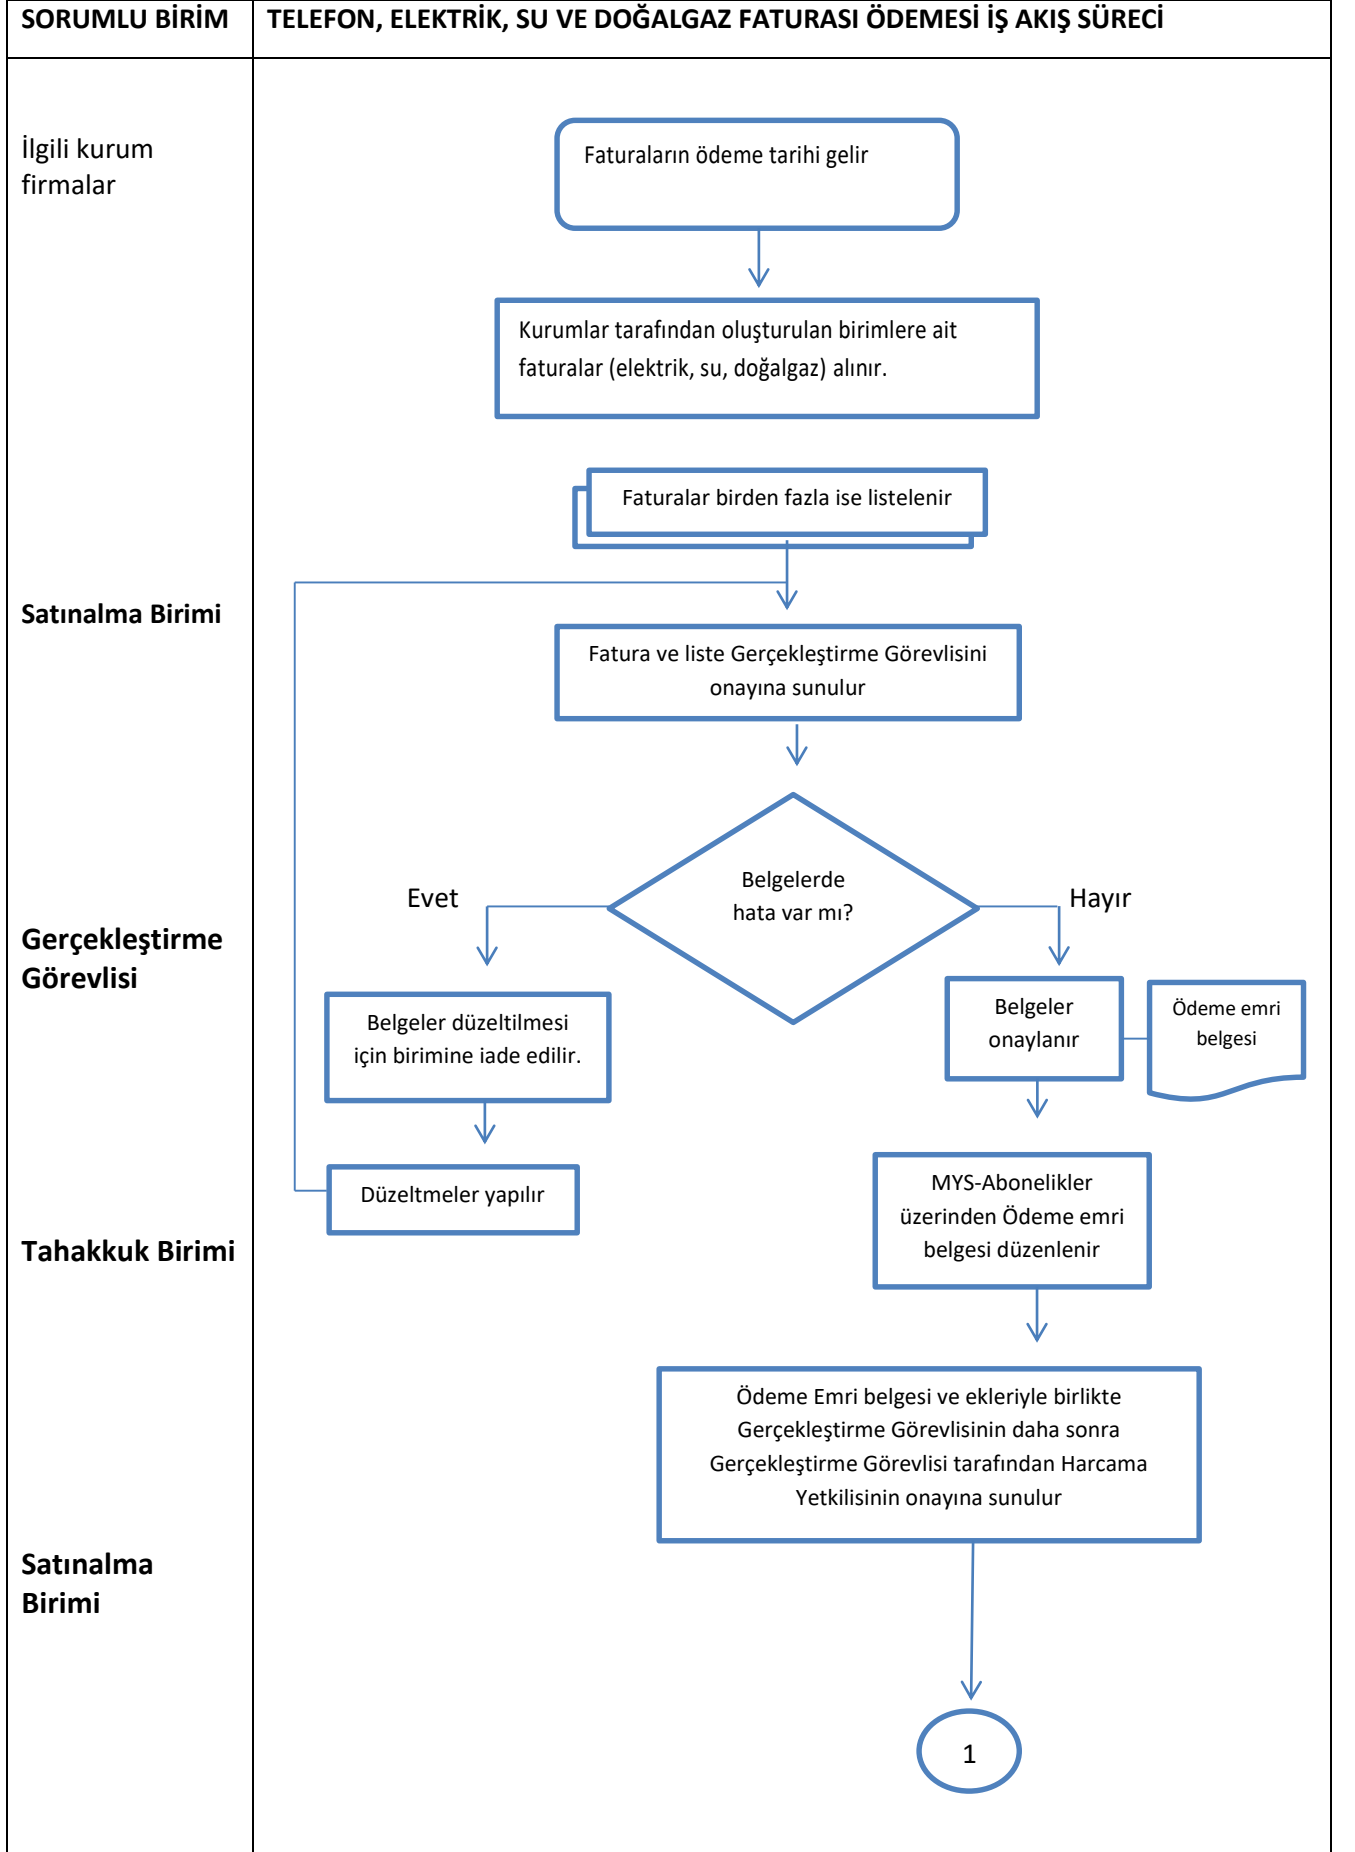 SORUMLU BİRİM
TELEFON, ELEKTRİK, SU VE DOĞALGAZ FATURASI ÖDEMESİ İŞ AKIŞ SÜRECİ
İlgili kurum
firmalar
Faturaların ödeme tarihi gelir
Kurumlar tarafından oluşturulan birimlere ait
faturalar (elektrik, su, doğalgaz) alınır.
Faturalar birden fazla ise listelenir
Satınalma Birimi
Fatura ve liste Gerçekleştirme Görevlisini
onayına sunulur
Belgelerde
hata var mı?
Evet
Hayır
Gerçekleştirme
Görevlisi
Belgeler düzeltilmesi
için birimine iade edilir.
Belgeler
onaylanır
Ödeme emri
belgesi
Düzeltmeler yapılır
MYS-Abonelikler
üzerinden Ödeme emri
belgesi düzenlenir
Tahakkuk Birimi
Ödeme Emri belgesi ve ekleriyle birlikte
Gerçekleştirme Görevlisinin daha sonra
Gerçekleştirme Görevlisi tarafından Harcama
Yetkilisinin onayına sunulur
Satınalma
Birimi
1